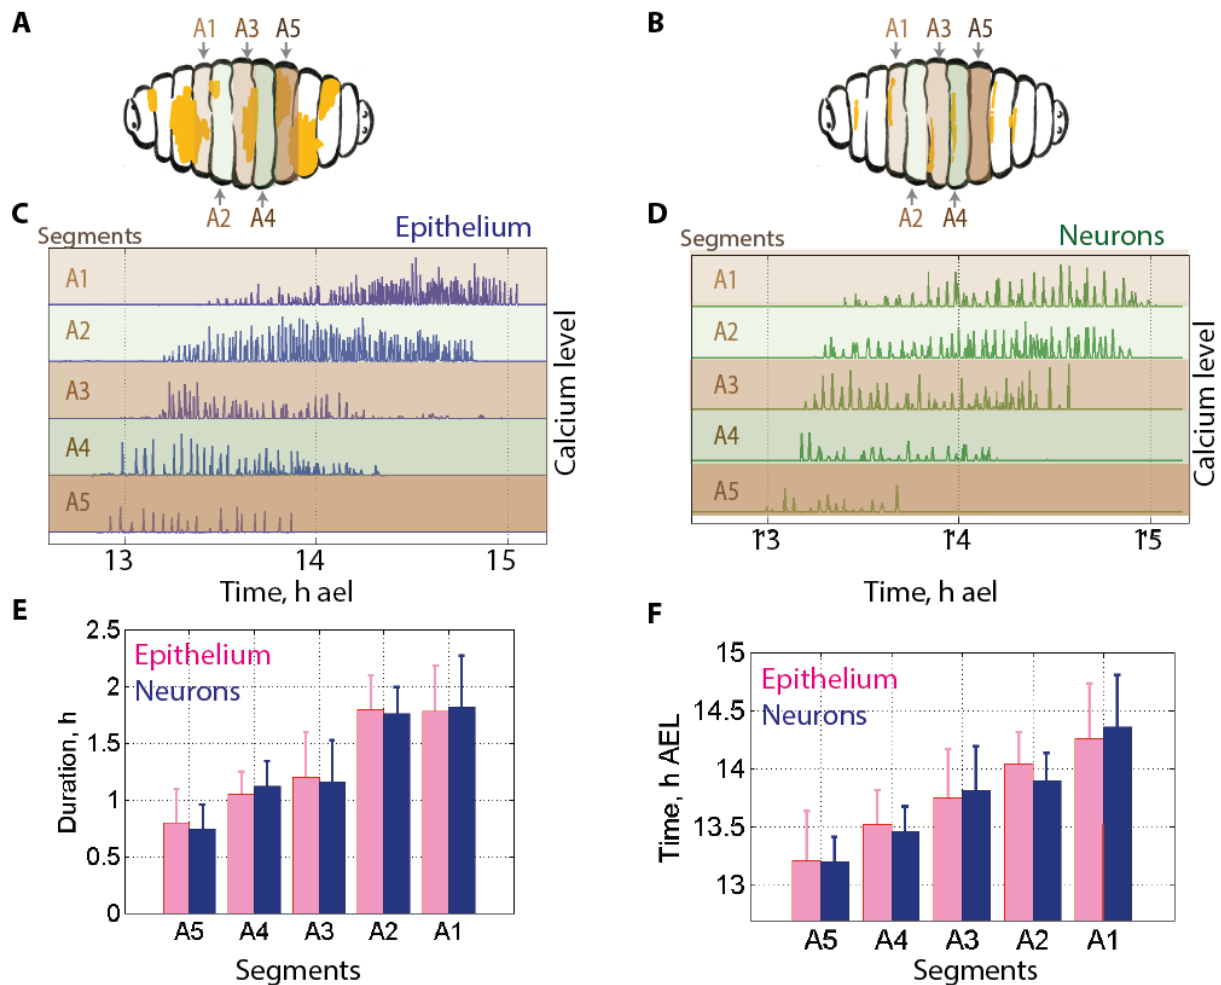 A
B
A1 A3 A5
A1 A3 A5
A2 A4
A2 A4
C
D
Segments
Epithelium
Segments
Neurons
A1
A2
A3
A4
A5
Calcium level
13 14 15
Time, h ael
A1
A2
A3
A4
A5
Calcium level
13 14 15
Time, h ael
E
2.5
2
1.5
1
0.5
0
Duration, h
Epithelium
Neurons
A5 A4 A3 A2 A1
Segments
F
15
14.5
14
13.5
13
Time, h AEL
Epithelium
Neurons
A5 A4 A3 A2 A1
Segments